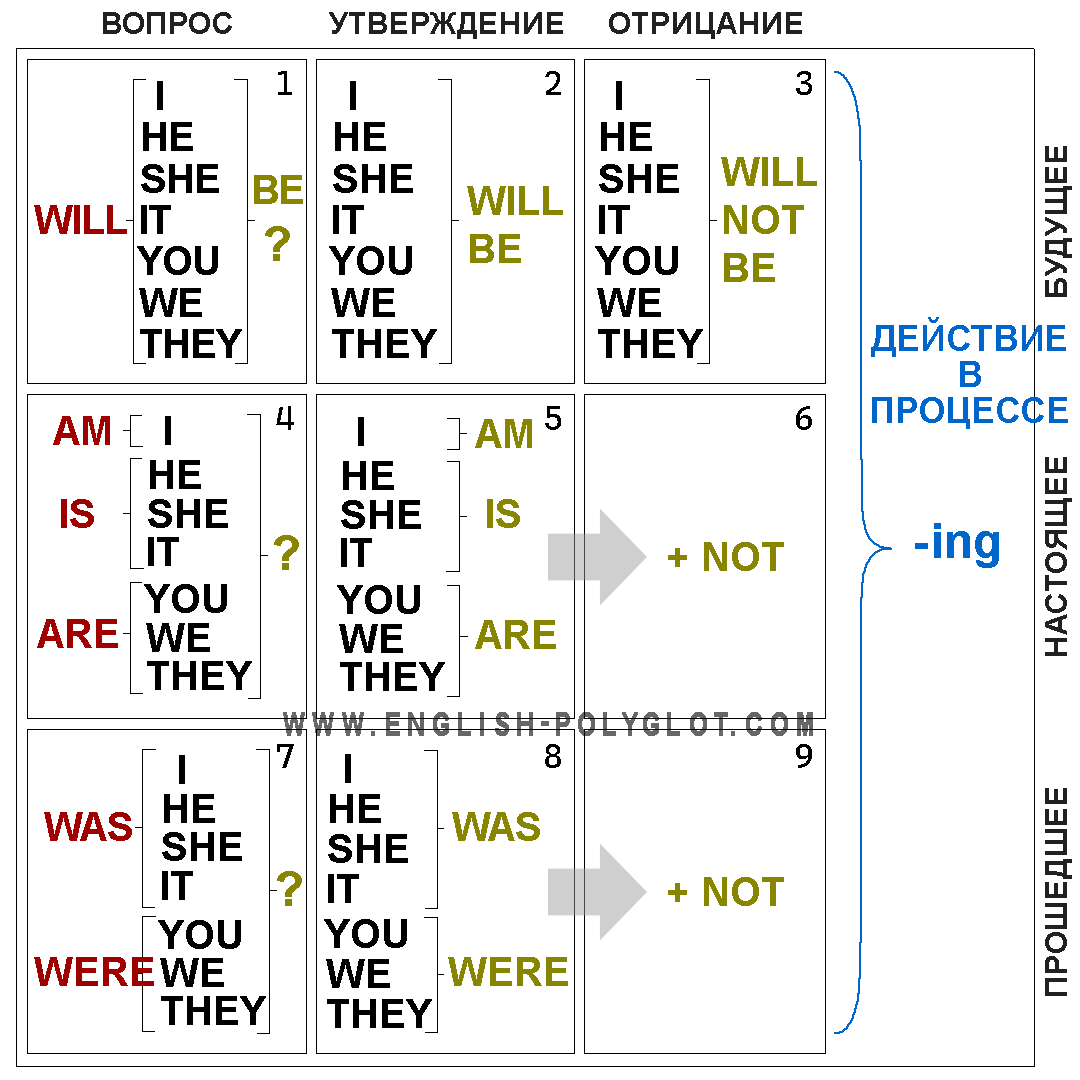 ВОПРОС УТВЕРЖДЕНИЕ ОТРИЦАНИЕ
1
WILL
I
HE
SHE
IT
YOU
WE
THEY
BE
?
2
I
HE
SHE
IT
YOU
WE
THEY
WILL
BE
3
I
HE
SHE
IT
YOU
WE
THEY
WILL
NOT
BE
БУДУЩЕЕ
4
AM
I
IS
HE
SHE
IT
ARE
YOU
WE
THEY
?
5
I
AM
HE
SHE
IT
IS
YOU
WE
THEY
ARE
6
+ NOT
НАСТОЯЩЕЕ
WWW.ENGLISH-POLYGLOT.COM
7
WAS
I
HE
SHE
IT
WERE
YOU
WE
THEY
?
8
I
HE
SHE
IT
WAS
YOU
WE
THEY
WERE
9
+ NOT
ПРОШЕДШЕЕ
ДЕЙСТВИЕ
В
ПРОЦЕССЕ
-ing